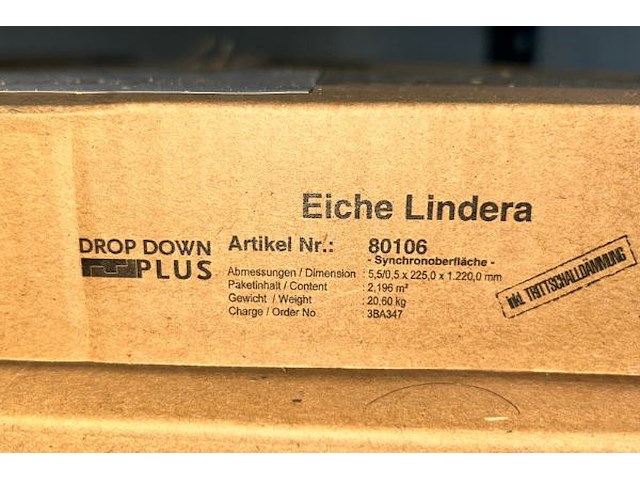 Eiche Lindera
DROP DOWN
PLUS
Artikel Nr.: 80106
- Synchronoberfläche -
Abmessungen / Dimension : 5,5/0,5 x 225,0 x 1.220,0 mm
Paketinhalt / Content : 2,196 m²
Gewicht / Weight : 20,60 kg
Charge / Order No : 3BA347
inkl. TRITTSCHALLDÄMMUNG